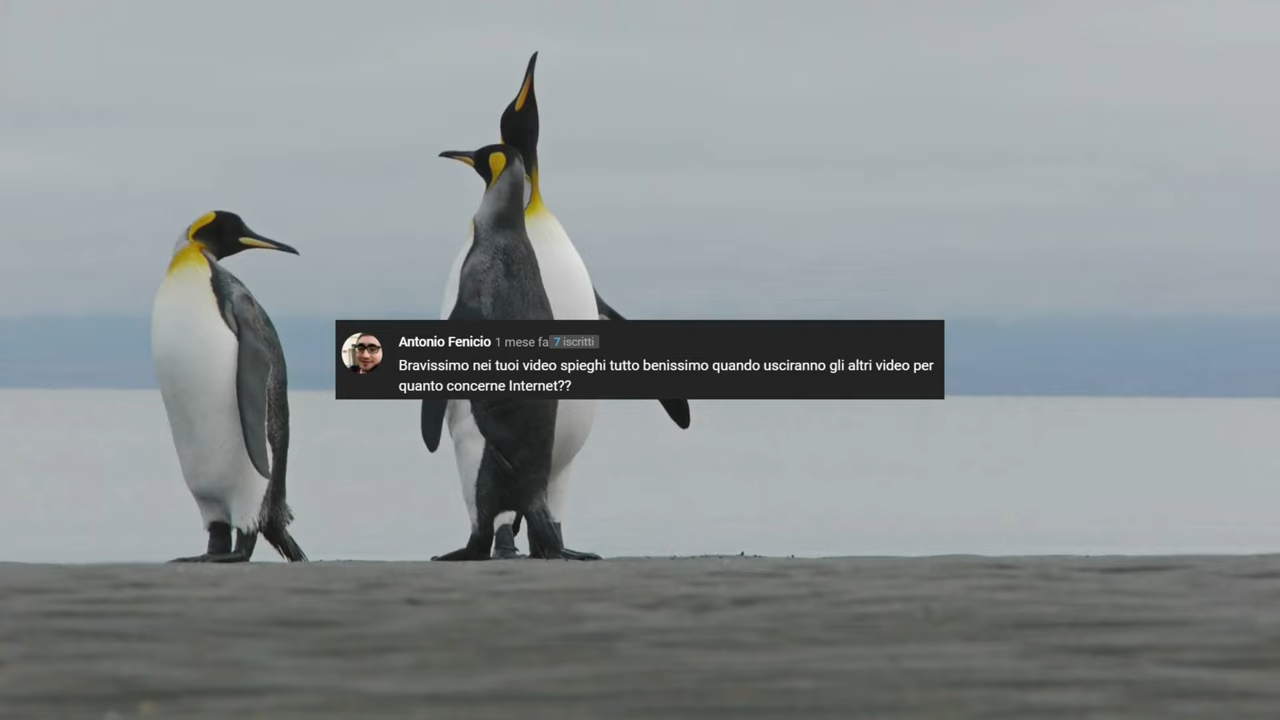 Antonio Fenicio 1 mese fa 7 iscritti
Bravissimo nei tuoi video spieghi tutto benissimo quando usciranno gli altri video per
quanto concerne Internet??